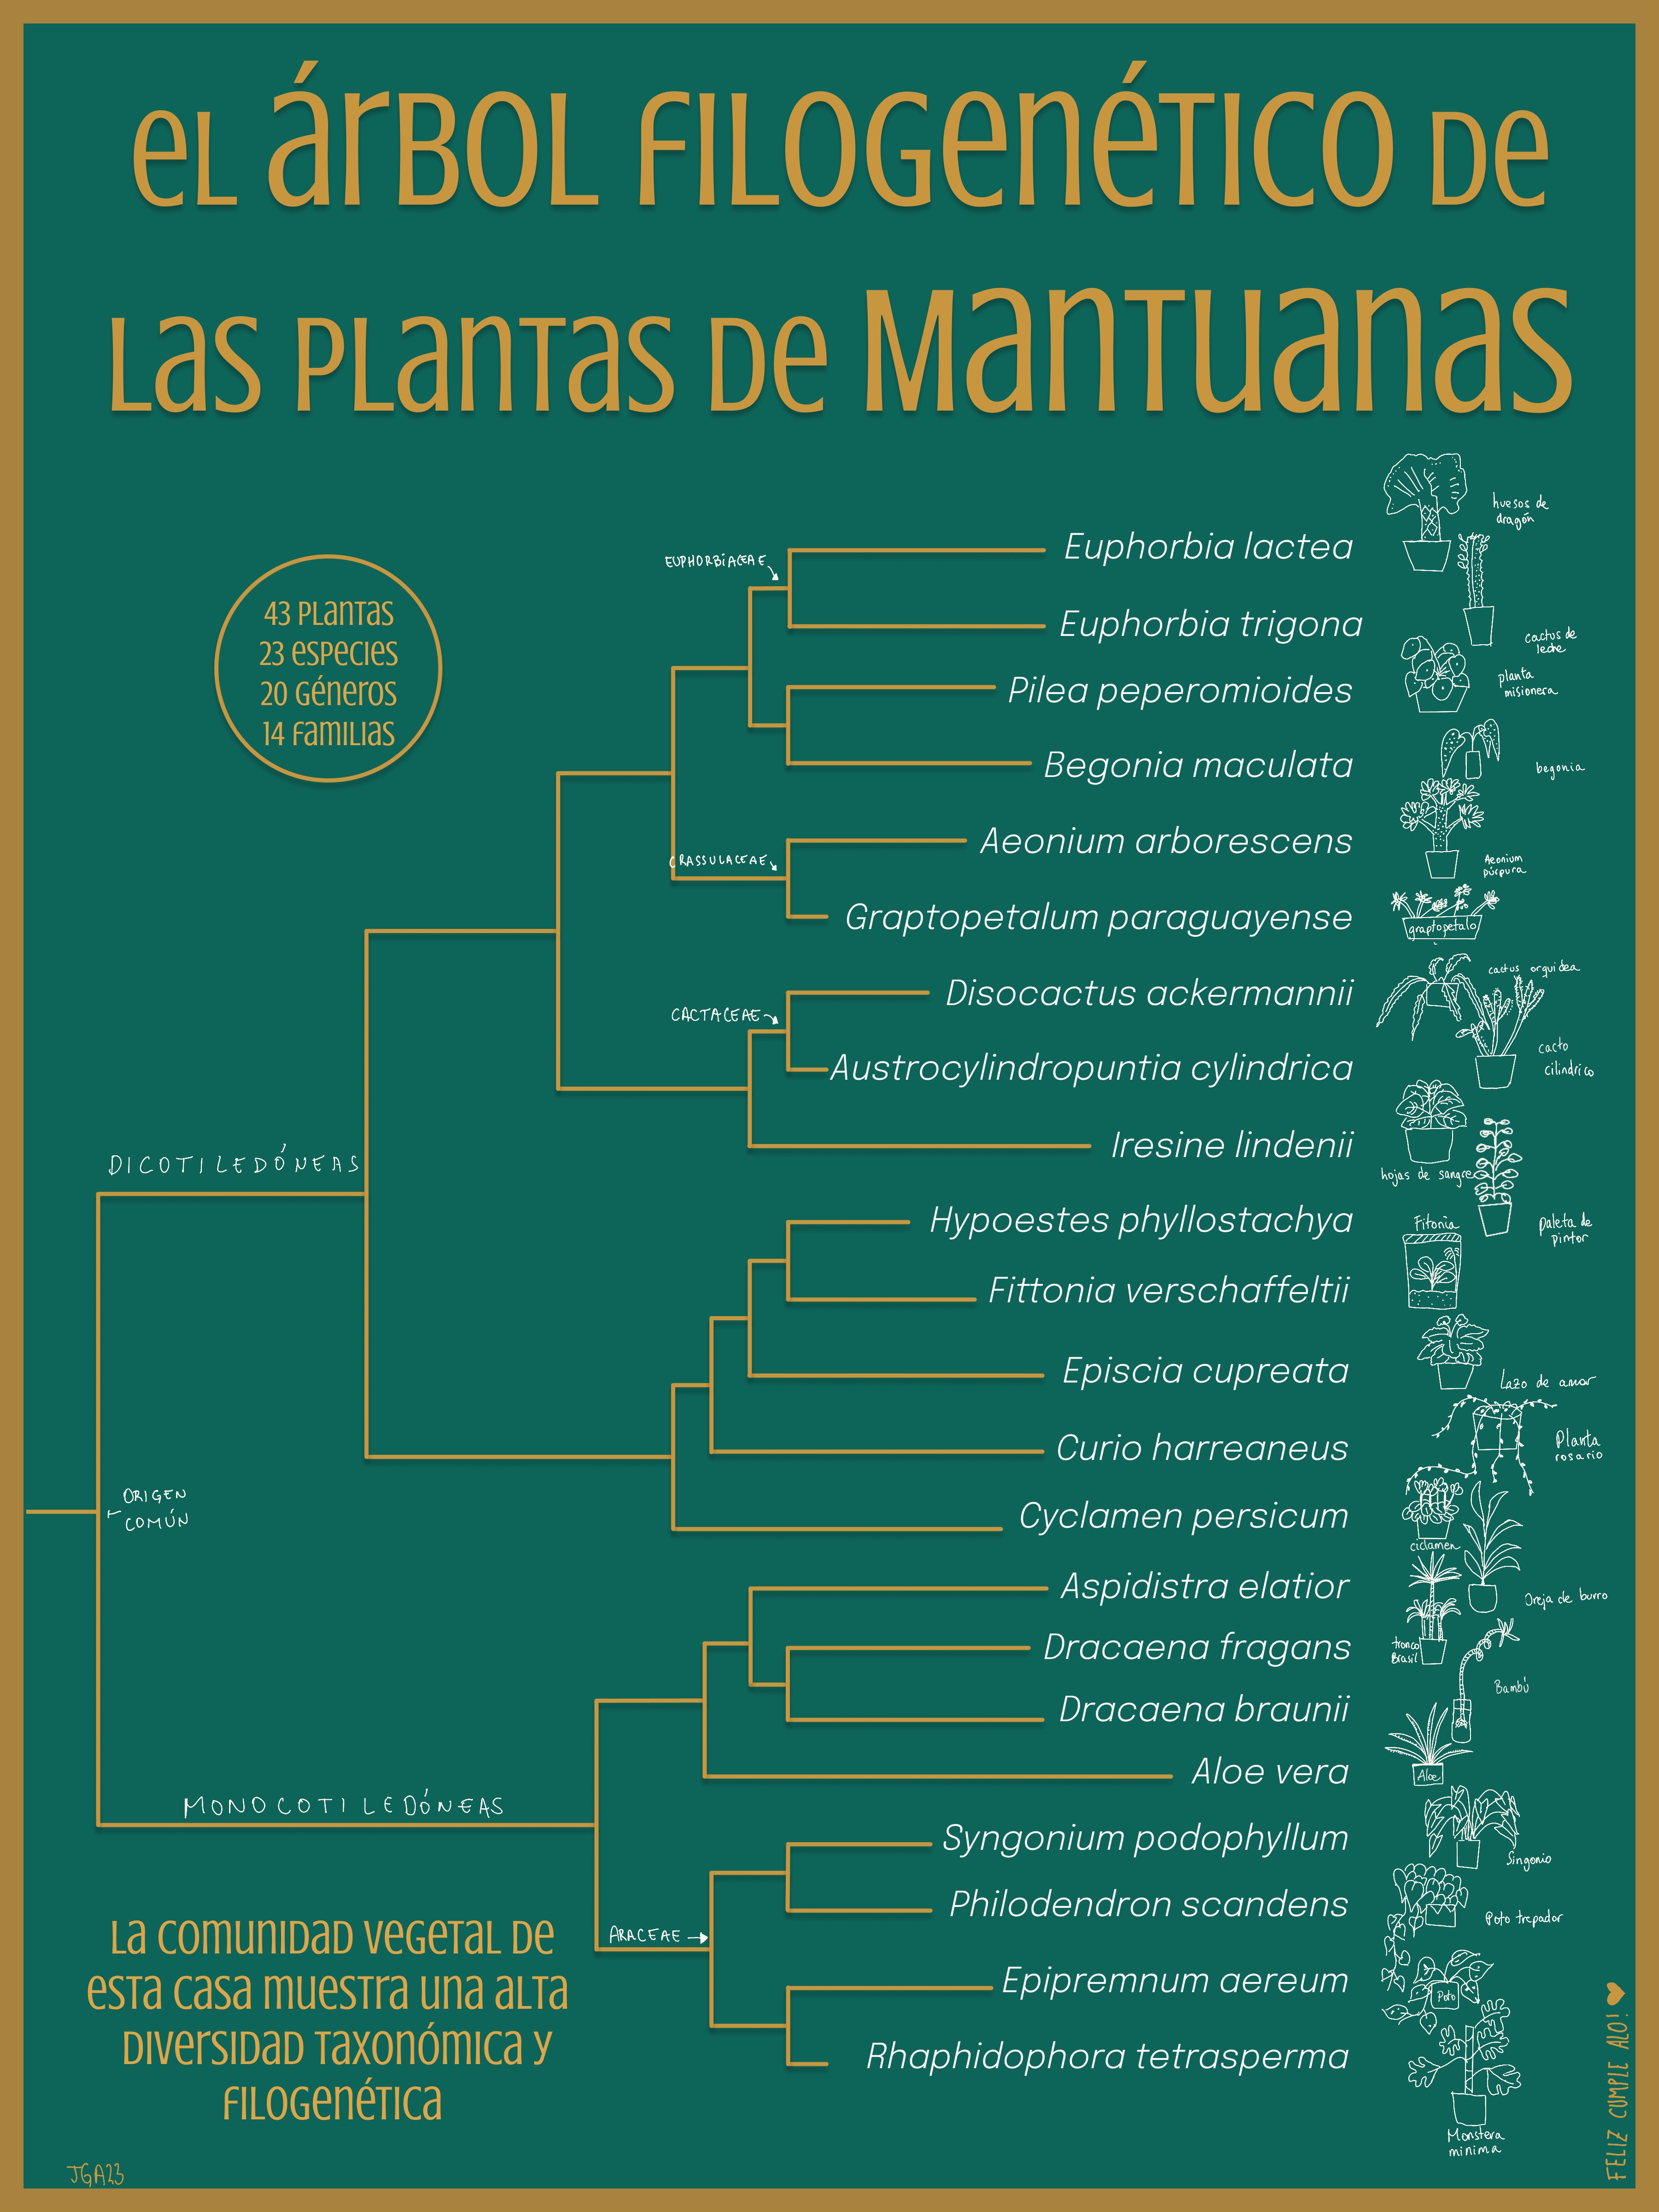 eL árBOL FILOGenéTICO De
Las PLanTas De ManTuanas
43 PLanTas
23 especies
20 Géneros
14 Familias
EUPHORBIACEAE
Euphorbia lactea
huesos de
dragón
Euphorbia trigona
cactus de
leche
Pilea peperomioides
planta
misionera
Begonia maculata
begonia
Aeonium arborescens
Aeonium
púrpura
CRASSULACEAE
Graptopetalum paraguayense
graptopetalo
Disocactus ackermannii
cactus orquidea
CACTACEAE
Austrocylindropuntia cylindrica
cacto
cilindrico
Iresine lindenii
hojas de sangre
DICOTILEDÓNEAS
Hypoestes phyllostachya
paleta de
pintor
Fittonia verschaffeltii
Fitonia
Episcia cupreata
Lazo de amor
Curio harreaneus
Planta
rosario
Cyclamen persicum
ciclamen
ORIGEN
COMÚN
Aspidistra elatior
Oreja de burro
Dracaena fragans
tronco
Brasil
Dracaena braunii
Bambú
Aloe vera
Aloe
MONOCOTILEDÓNEAS
Syngonium podophyllum
Singonio
Philodendron scandens
Poto trepador
ARACEAE
Epipremnum aereum
Poto
Rhaphidophora tetrasperma
Monstera
minima
La comunidad vegetal de
esta casa muestra una alta
diversidad taxonómica y
filogenética
JGA23
FELIZ CUMPLE ALO! ♥